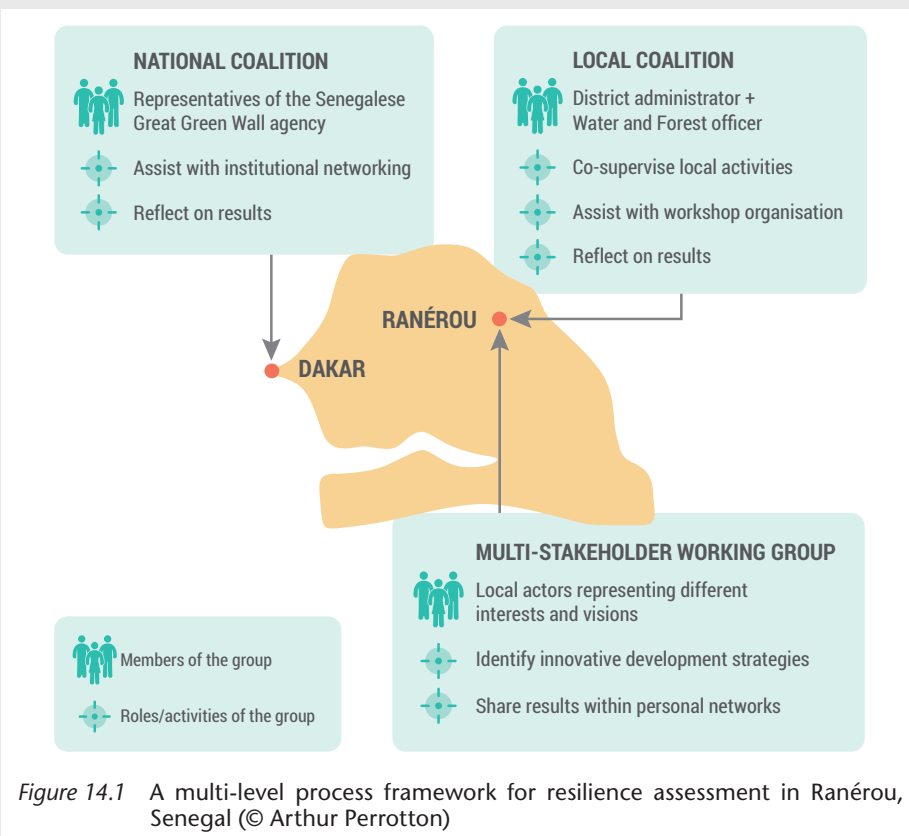 NATIONAL COALITION
Representatives of the Senegalese
Great Green Wall agency
Assist with institutional networking
Reflect on results
LOCAL COALITION
District administrator +
Water and Forest officer
Co-supervise local activities
Assist with workshop organisation
Reflect on results
RANÉROU
DAKAR
MULTI-STAKEHOLDER WORKING GROUP
Local actors representing different
interests and visions
Identify innovative development strategies
Share results within personal networks
Members of the group
Roles/activities of the group
Figure 14.1 A multi-level process framework for resilience assessment in Ranérou,
Senegal (© Arthur Perrotton)